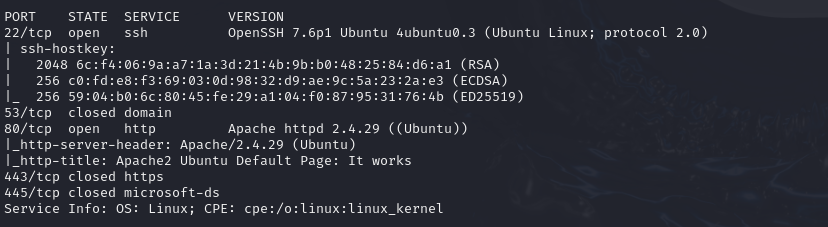 PORT    STATE  SERVICE      VERSION
22/tcp  open   ssh          OpenSSH 7.6p1 Ubuntu 4ubuntu0.3 (Ubuntu Linux; protocol 2.0)
| ssh-hostkey:
|   2048 6c:f4:06:9a:a7:1a:3d:21:4b:9b:b0:48:25:84:d6:a1 (RSA)
|   256 c0:fd:e8:f3:69:03:0d:98:32:d9:ae:9c:5a:23:2a:e3 (ECDSA)
|_  256 59:04:b0:6c:80:45:fe:29:a1:04:f0:87:95:31:76:4b (ED25519)
53/tcp  closed domain
80/tcp  open   http         Apache httpd 2.4.29 ((Ubuntu))
|_http-server-header: Apache/2.4.29 (Ubuntu)
|_http-title: Apache2 Ubuntu Default Page: It works
443/tcp closed https
445/tcp closed microsoft-ds
Service Info: OS: Linux; CPE: cpe:/o:linux:linux_kernel